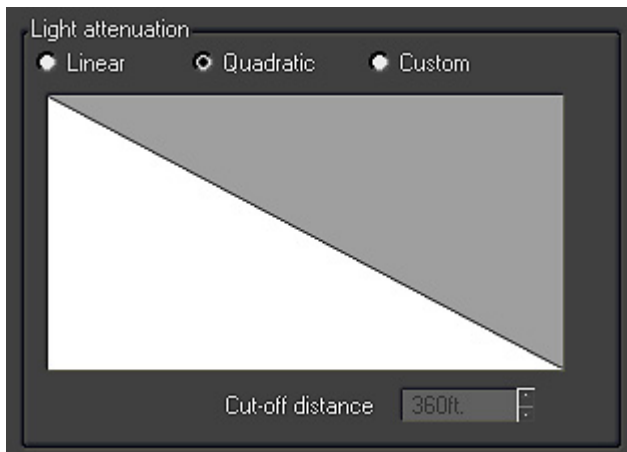 Light attenuation
Linear Quadratic Custom
Cut-off distance 360ft.